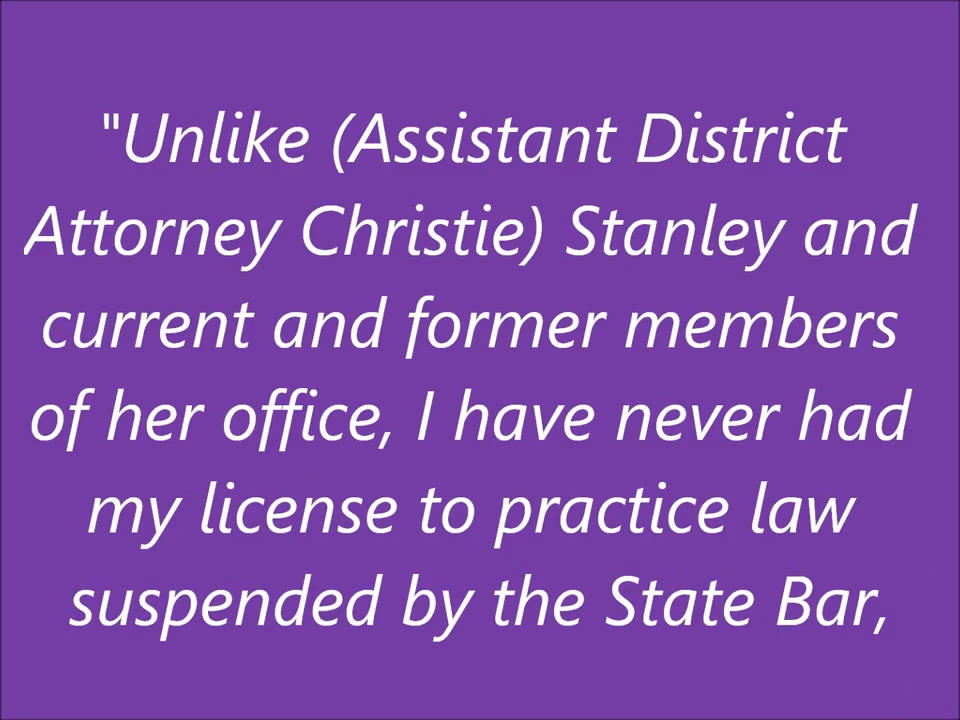 "Unlike (Assistant District
Attorney Christie) Stanley and
current and former members
of her office, I have never had
my license to practice law
suspended by the State Bar,